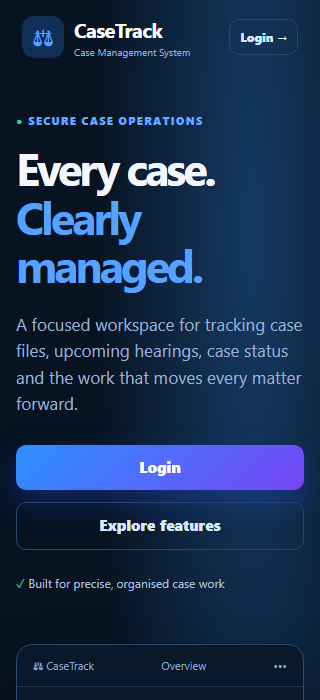 CaseTrack
Case Management System
Login →
SECURE CASE OPERATIONS
Every case.
Clearly
managed.
A focused workspace for tracking case
files, upcoming hearings, case status
and the work that moves every matter
forward.
Login
Explore features
✓ Built for precise, organised case work
CaseTrack
Overview
•••